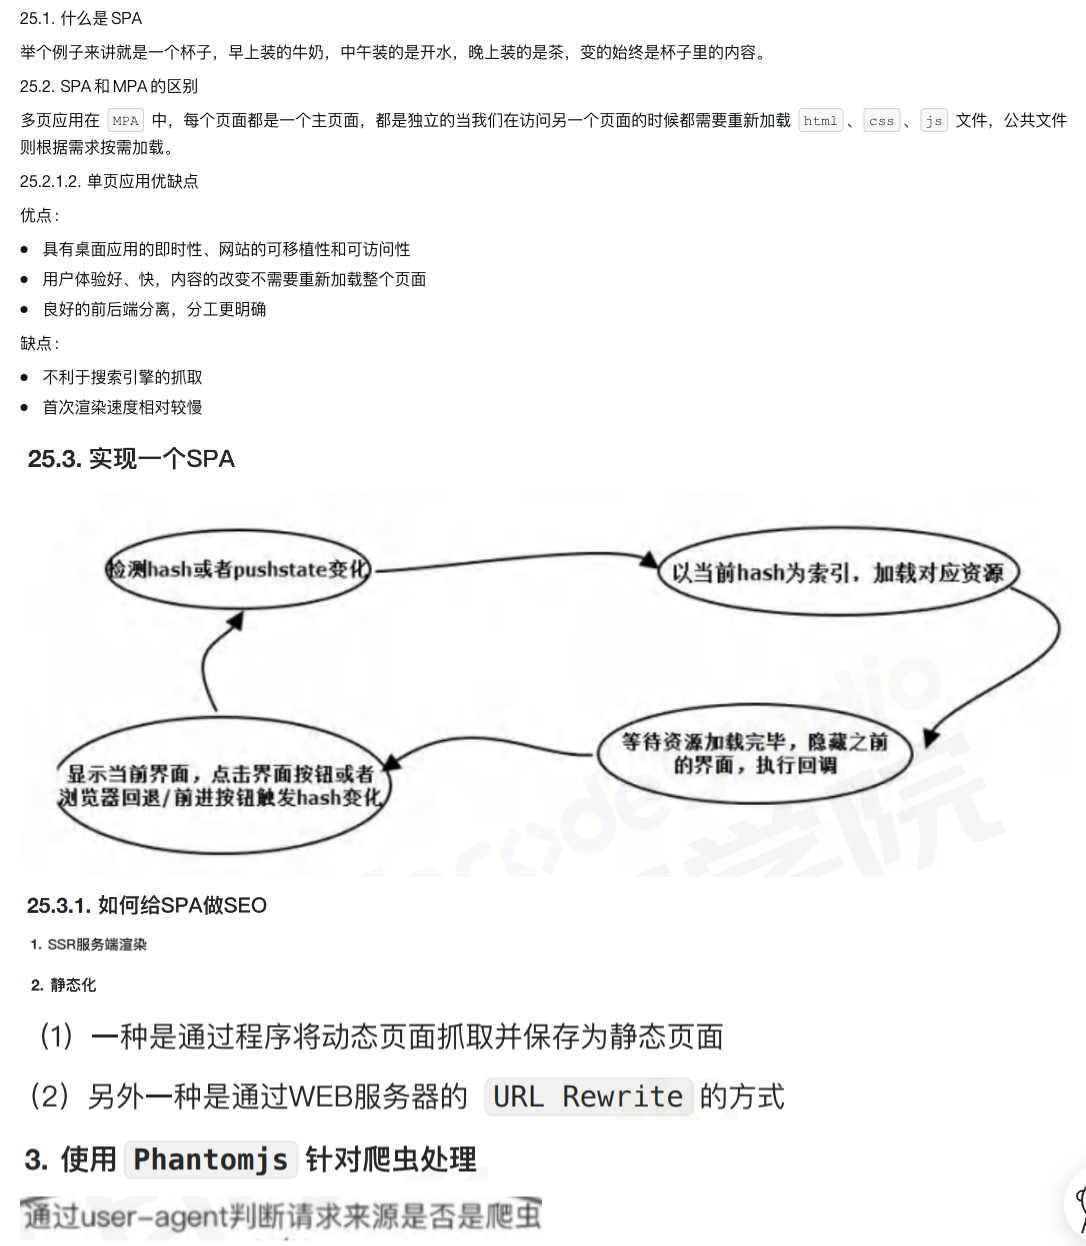 25.1. 什么是 SPA
举个例子来讲就是一个杯子，早上装的牛奶，中午装的是开水，晚上装的是茶，变的始终是杯子里的内容。
25.2. SPA 和 MPA 的区别
多页应用在 MPA 中，每个页面都是一个主页面，都是独立的当我们在访问另一个页面的时候都需要重新加载 html 、 css 、 js 文件，公共文件
则根据需求按需加载。
25.2.1.2. 单页应用优缺点
优点：
● 具有桌面应用的即时性、网站的可移植性和可访问性
● 用户体验好、快，内容的改变不需要重新加载整个页面
● 良好的前后端分离，分工更明确
缺点：
● 不利于搜索引擎的抓取
● 首次渲染速度相对较慢
25.3. 实现一个SPA
检测hash或者pushstate变化
以当前hash为索引，加载对应资源
等待资源加载完毕，隐藏之前
的界面，执行回调
显示当前界面，点击界面按钮或者
浏览器回退/前进按钮触发hash变化
25.3.1. 如何给SPA做SEO
1. SSR服务端渲染
2. 静态化
（1）一种是通过程序将动态页面抓取并保存为静态页面
（2）另外一种是通过WEB服务器的 URL Rewrite 的方式
3. 使用 Phantomjs 针对爬虫处理
通过user-agent判断请求来源是否是爬虫